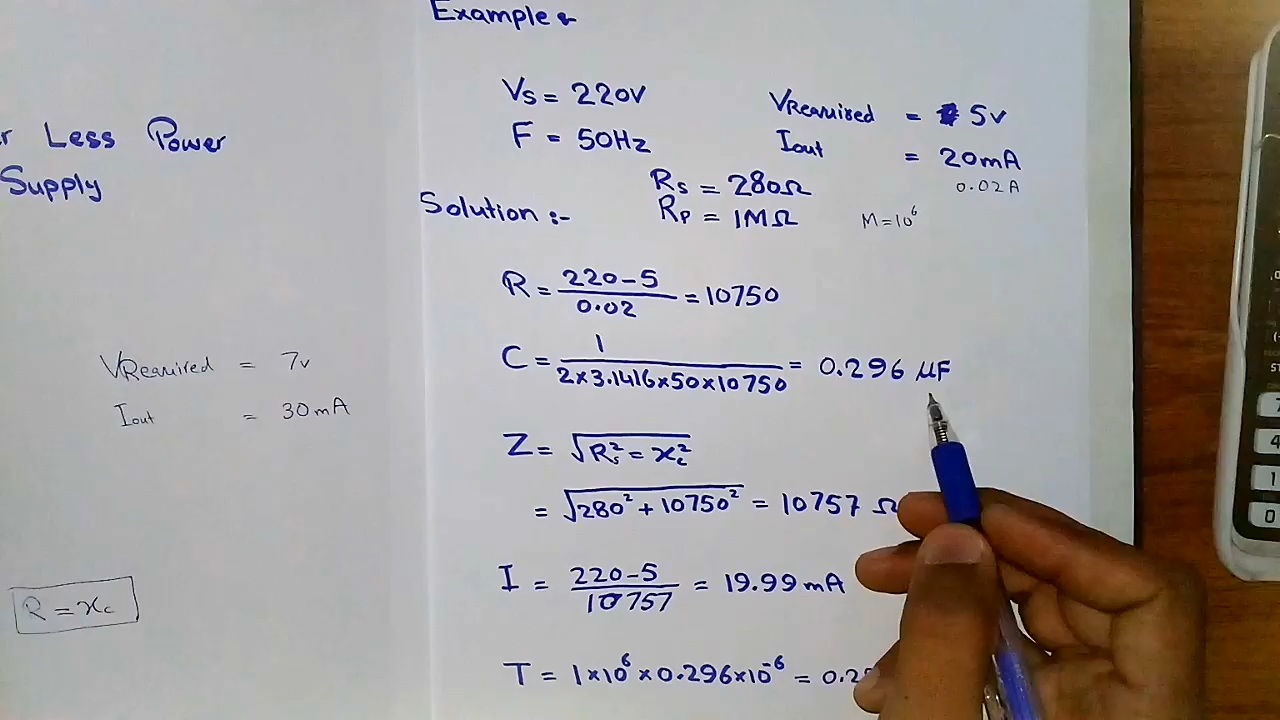 Example :-
Less Power
Supply
VRequired = 7v
Iout = 30mA
R = xc
Vs = 220V
F = 50Hz
VRequired = 5v
Iout = 20mA
0.02A
Rs = 280Ω
Rp = 1MΩ
M = 10⁶
Solution :-
R = 220-5 / 0.02 = 10750
C = 1 / 2×3.1416×50×10750 = 0.296 μF
Z = √Rs² = xc²
= √280² + 10750² = 10757 Ω
I = 220-5 / 10757 = 19.99 mA
T = 1×10⁶ × 0.296×10⁻⁶ =